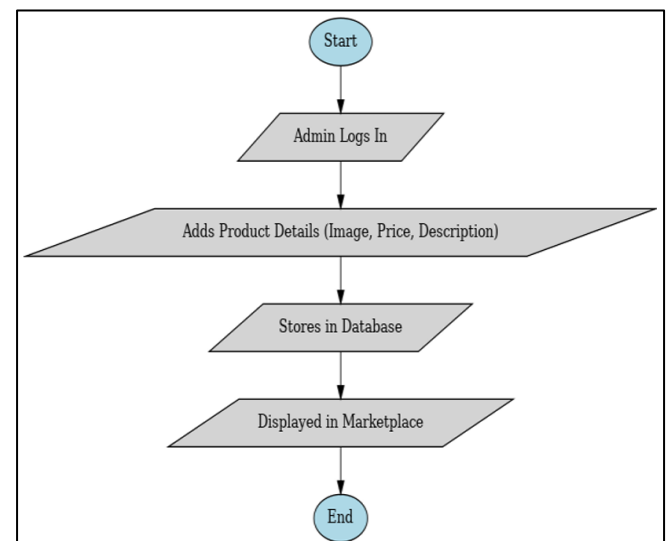 Start
Admin Logs In
Adds Product Details (Image, Price, Description)
Stores in Database
Displayed in Marketplace
End